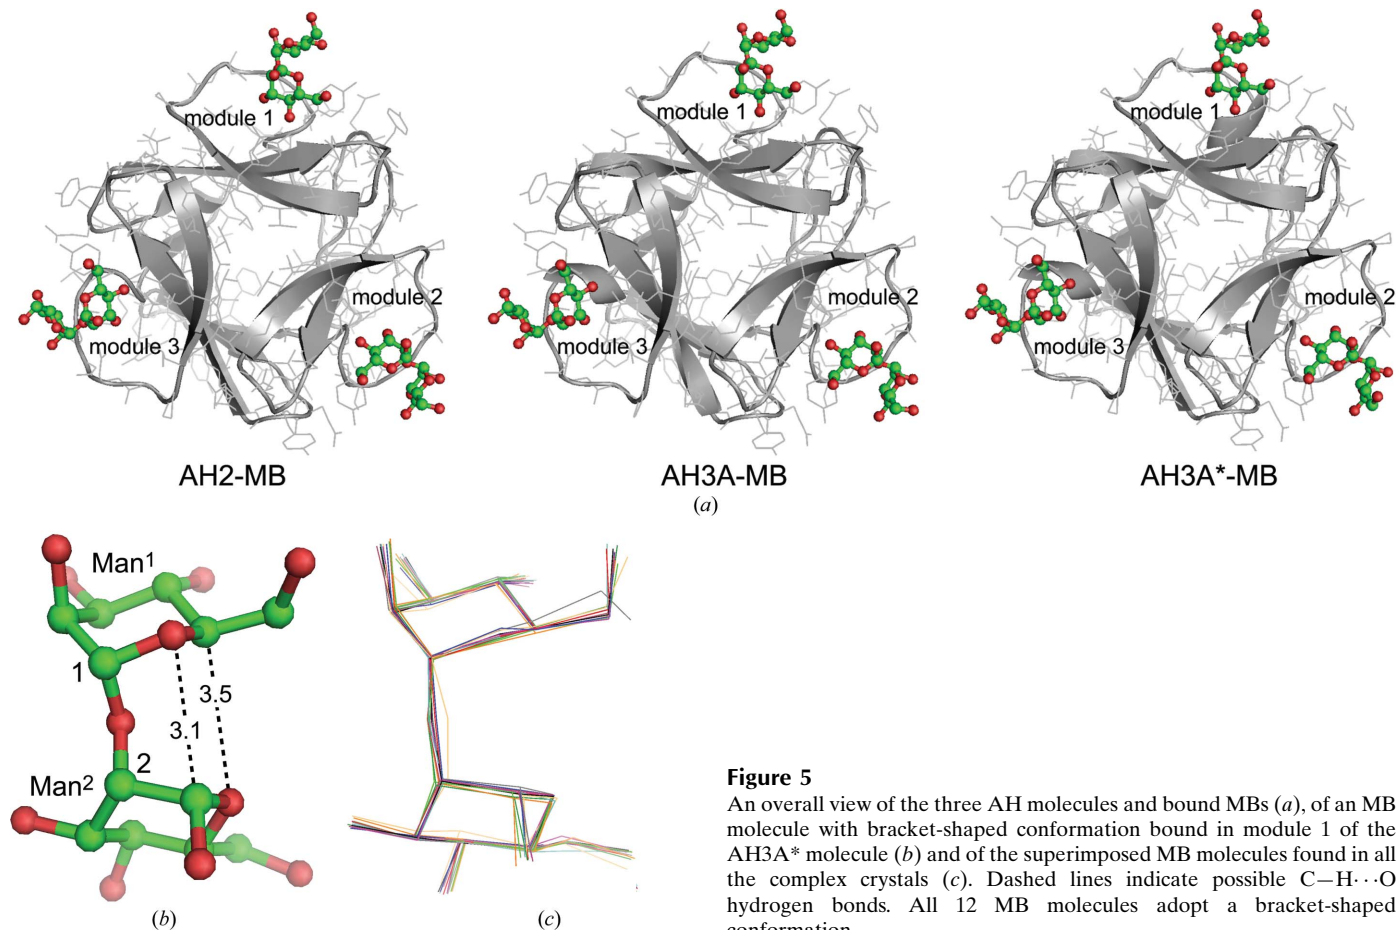 module 1
module 2
module 3
AH2-MB
module 1
module 2
module 3
AH3A-MB
module 1
module 2
module 3
AH3A*-MB
(a)
Man1
1
3.5
3.1
2
Man2
(b)
(c)
Figure 5
An overall view of the three AH molecules and bound MBs (a), of an MB
molecule with bracket-shaped conformation bound in module 1 of the
AH3A* molecule (b) and of the superimposed MB molecules found in all
the complex crystals (c). Dashed lines indicate possible C—H···O
hydrogen bonds. All 12 MB molecules adopt a bracket-shaped
conformation